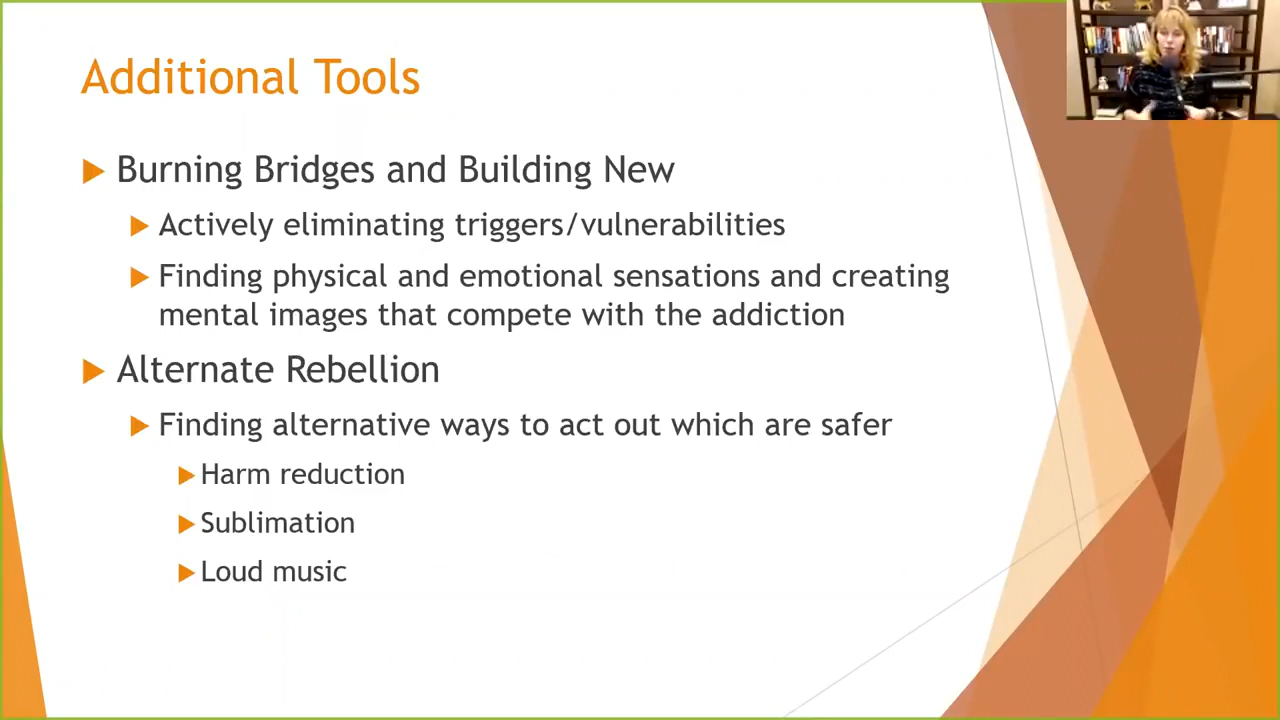 Additional Tools
Burning Bridges and Building New
Actively eliminating triggers/vulnerabilities
Finding physical and emotional sensations and creating
mental images that compete with the addiction
Alternate Rebellion
Finding alternative ways to act out which are safer
Harm reduction
Sublimation
Loud music